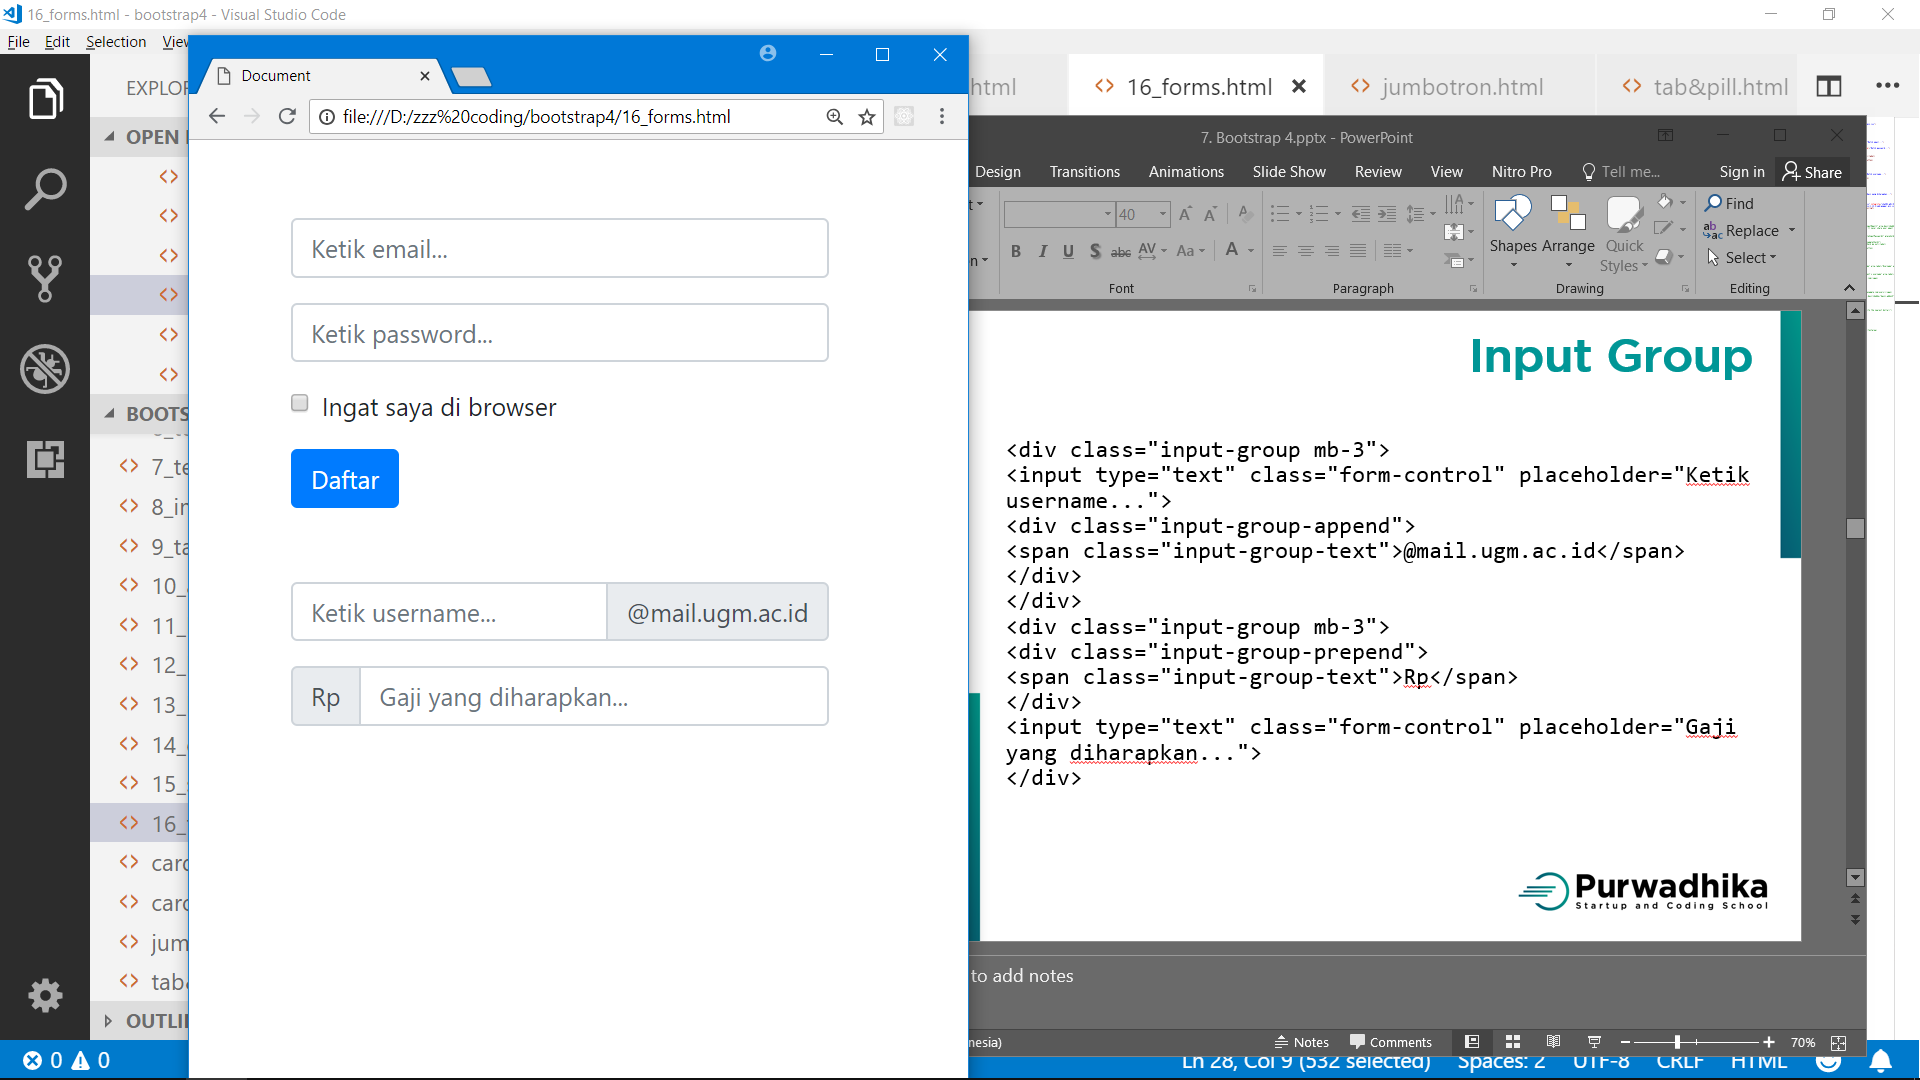 16_forms.html - bootstrap4 - Visual Studio Code
File Edit Selection View
Document
file:///D:/zzz%20coding/bootstrap4/16_forms.html
html
16_forms.html
jumbotron.html
tab&pill.html
7. Bootstrap 4.pptx - PowerPoint
Design Transitions Animations Slide Show Review View Nitro Pro Tell me... Sign in Share
40
Shapes Arrange Quick Styles
Find
Replace
Select
Font Paragraph Drawing Editing
EXPLOR
OPEN
BOOTS
7_te
8_in
9_ta
10_
11_
12_
13_
14_
15_
16_
card
card
jum
tab
OUTLI
Ketik email...
Ketik password...
Ingat saya di browser
Daftar
Ketik username... @mail.ugm.ac.id
Rp Gaji yang diharapkan...
Input Group
<div class="input-group mb-3">
<input type="text" class="form-control" placeholder="Ketik
username...">
<div class="input-group-append">
<span class="input-group-text">@mail.ugm.ac.id</span>
</div>
</div>
<div class="input-group mb-3">
<div class="input-group-prepend">
<span class="input-group-text">Rp</span>
</div>
<input type="text" class="form-control" placeholder="Gaji
yang diharapkan...">
</div>
Purwadhika
Startup and Coding School
to add notes
nesia) Notes Comments 70%
0 0 Ln 28, Col 9 (532 selected) Spaces: 2 UTF-8 CRLF HTML